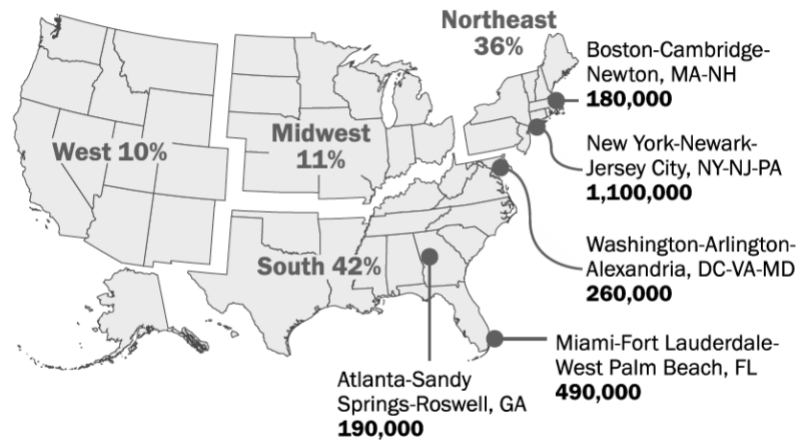 Northeast
36%
Boston-Cambridge-
Newton, MA-NH
180,000
New York-Newark-
Jersey City, NY-NJ-PA
1,100,000
West 10%
Midwest
11%
Washington-Arlington-
Alexandria, DC-VA-MD
260,000
South 42%
Miami-Fort Lauderdale-
West Palm Beach, FL
490,000
Atlanta-Sandy
Springs-Roswell, GA
190,000